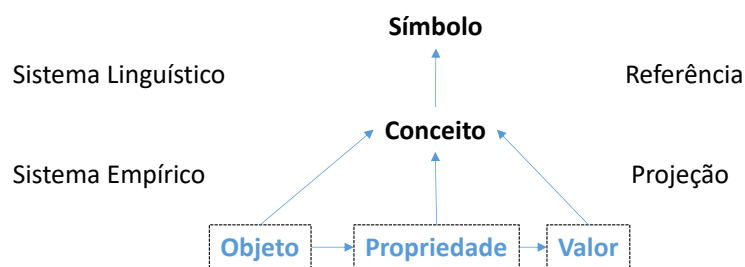 Símbolo
Sistema Linguístico Referência
Conceito
Sistema Empírico Projeção
Objeto Propriedade Valor